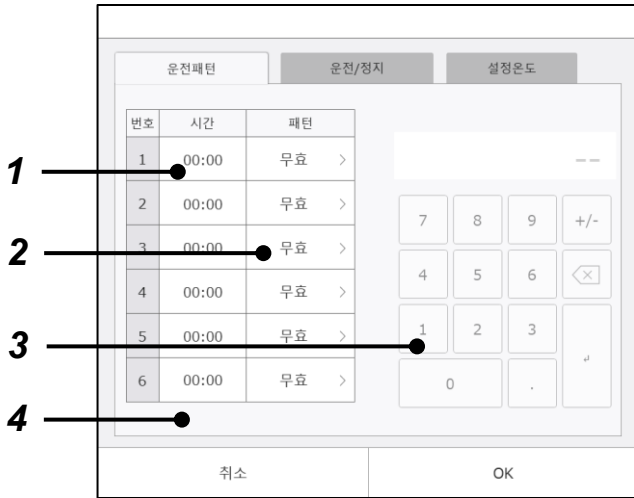 운전패턴 운전/정지 설정온도
번호 시간 패턴
1 00:00 무효 >
2 00:00 무효 >
3 00:00 무효 >
4 00:00 무효 >
5 00:00 무효 >
6 00:00 무효 >
--
7 8 9 +/-
4 5 6
1 2 3
0 .
취소 OK
1
2
3
4